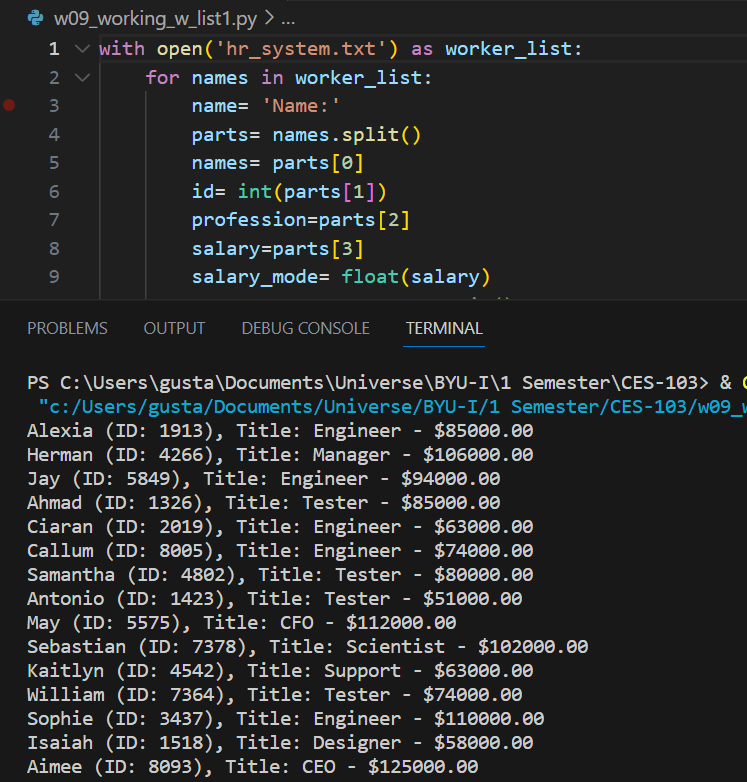 w09_working_w_list1.py > ...
1 with open('hr_system.txt') as worker_list:
2 for names in worker_list:
3 name= 'Name:'
4 parts= names.split()
5 names= parts[0]
6 id= int(parts[1])
7 profession=parts[2]
8 salary=parts[3]
9 salary_mode= float(salary)
PROBLEMS OUTPUT DEBUG CONSOLE TERMINAL
PS C:\Users\gusta\Documents\Universe\BYU-I\1 Semester\CES-103> &
"c:/Users/gusta/Documents/Universe/BYU-I/1 Semester/CES-103/w09_
Alexia (ID: 1913), Title: Engineer - $85000.00
Herman (ID: 4266), Title: Manager - $106000.00
Jay (ID: 5849), Title: Engineer - $94000.00
Ahmad (ID: 1326), Title: Tester - $85000.00
Ciaran (ID: 2019), Title: Engineer - $63000.00
Callum (ID: 8005), Title: Engineer - $74000.00
Samantha (ID: 4802), Title: Tester - $80000.00
Antonio (ID: 1423), Title: Tester - $51000.00
May (ID: 5575), Title: CFO - $112000.00
Sebastian (ID: 7378), Title: Scientist - $102000.00
Kaitlyn (ID: 4542), Title: Support - $63000.00
William (ID: 7364), Title: Tester - $74000.00
Sophie (ID: 3437), Title: Engineer - $110000.00
Isaiah (ID: 1518), Title: Designer - $58000.00
Aimee (ID: 8093), Title: CEO - $125000.00